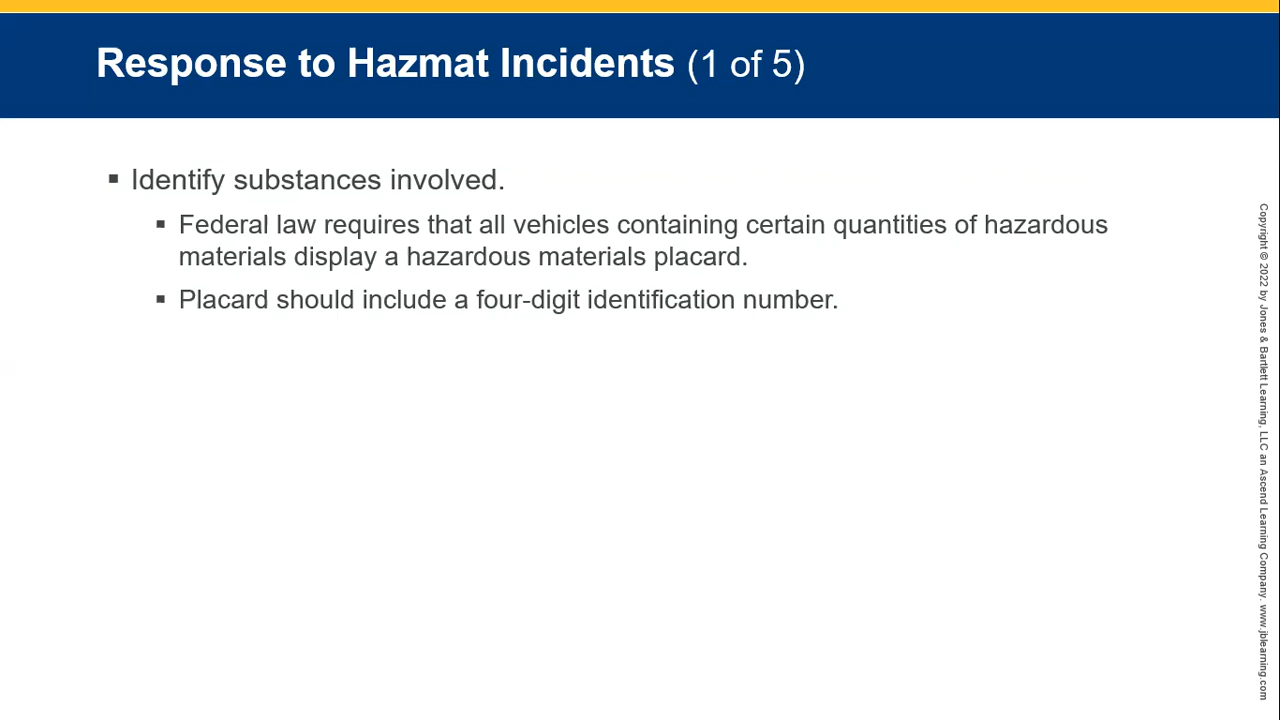 Response to Hazmat Incidents (1 of 5)
▪ Identify substances involved.
▪ Federal law requires that all vehicles containing certain quantities of hazardous
materials display a hazardous materials placard.
▪ Placard should include a four-digit identification number.
Copyright © 2022 by Jones & Bartlett Learning, LLC an Ascend Learning Company. www.jblearning.com